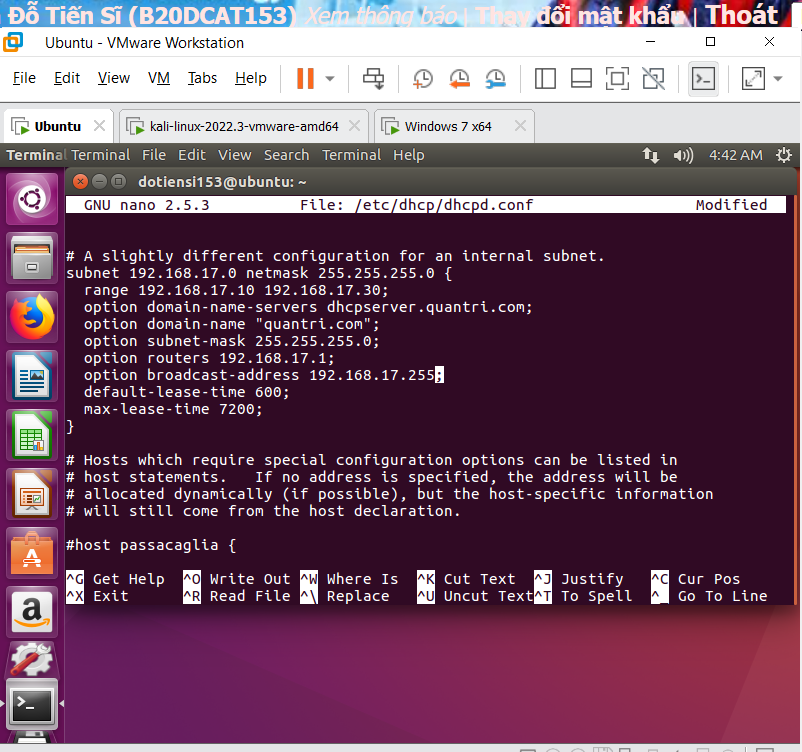 Đỗ Tiến Sĩ (B20DCAT153) Xem thông báo | Thay đổi mật khẩu | Thoát
Ubuntu - VMware Workstation
File Edit View VM Tabs Help
Ubuntu kali-linux-2022.3-vmware-amd64 Windows 7 x64
Terminal Terminal File Edit View Search Terminal Help 4:42 AM
dotiensi153@ubuntu: ~
GNU nano 2.5.3 File: /etc/dhcp/dhcpd.conf Modified
# A slightly different configuration for an internal subnet.
subnet 192.168.17.0 netmask 255.255.255.0 {
range 192.168.17.10 192.168.17.30;
option domain-name-servers dhcpserver.quantri.com;
option domain-name "quantri.com";
option subnet-mask 255.255.255.0;
option routers 192.168.17.1;
option broadcast-address 192.168.17.255;
default-lease-time 600;
max-lease-time 7200;
}
# Hosts which require special configuration options can be listed in
# host statements.   If no address is specified, the address will be
# allocated dynamically (if possible), but the host-specific information
# will still come from the host declaration.
#host passacaglia {
^G Get Help ^O Write Out ^W Where Is ^K Cut Text ^J Justify ^C Cur Pos
^X Exit ^R Read File ^\ Replace ^U Uncut Text ^T To Spell ^_ Go To Line